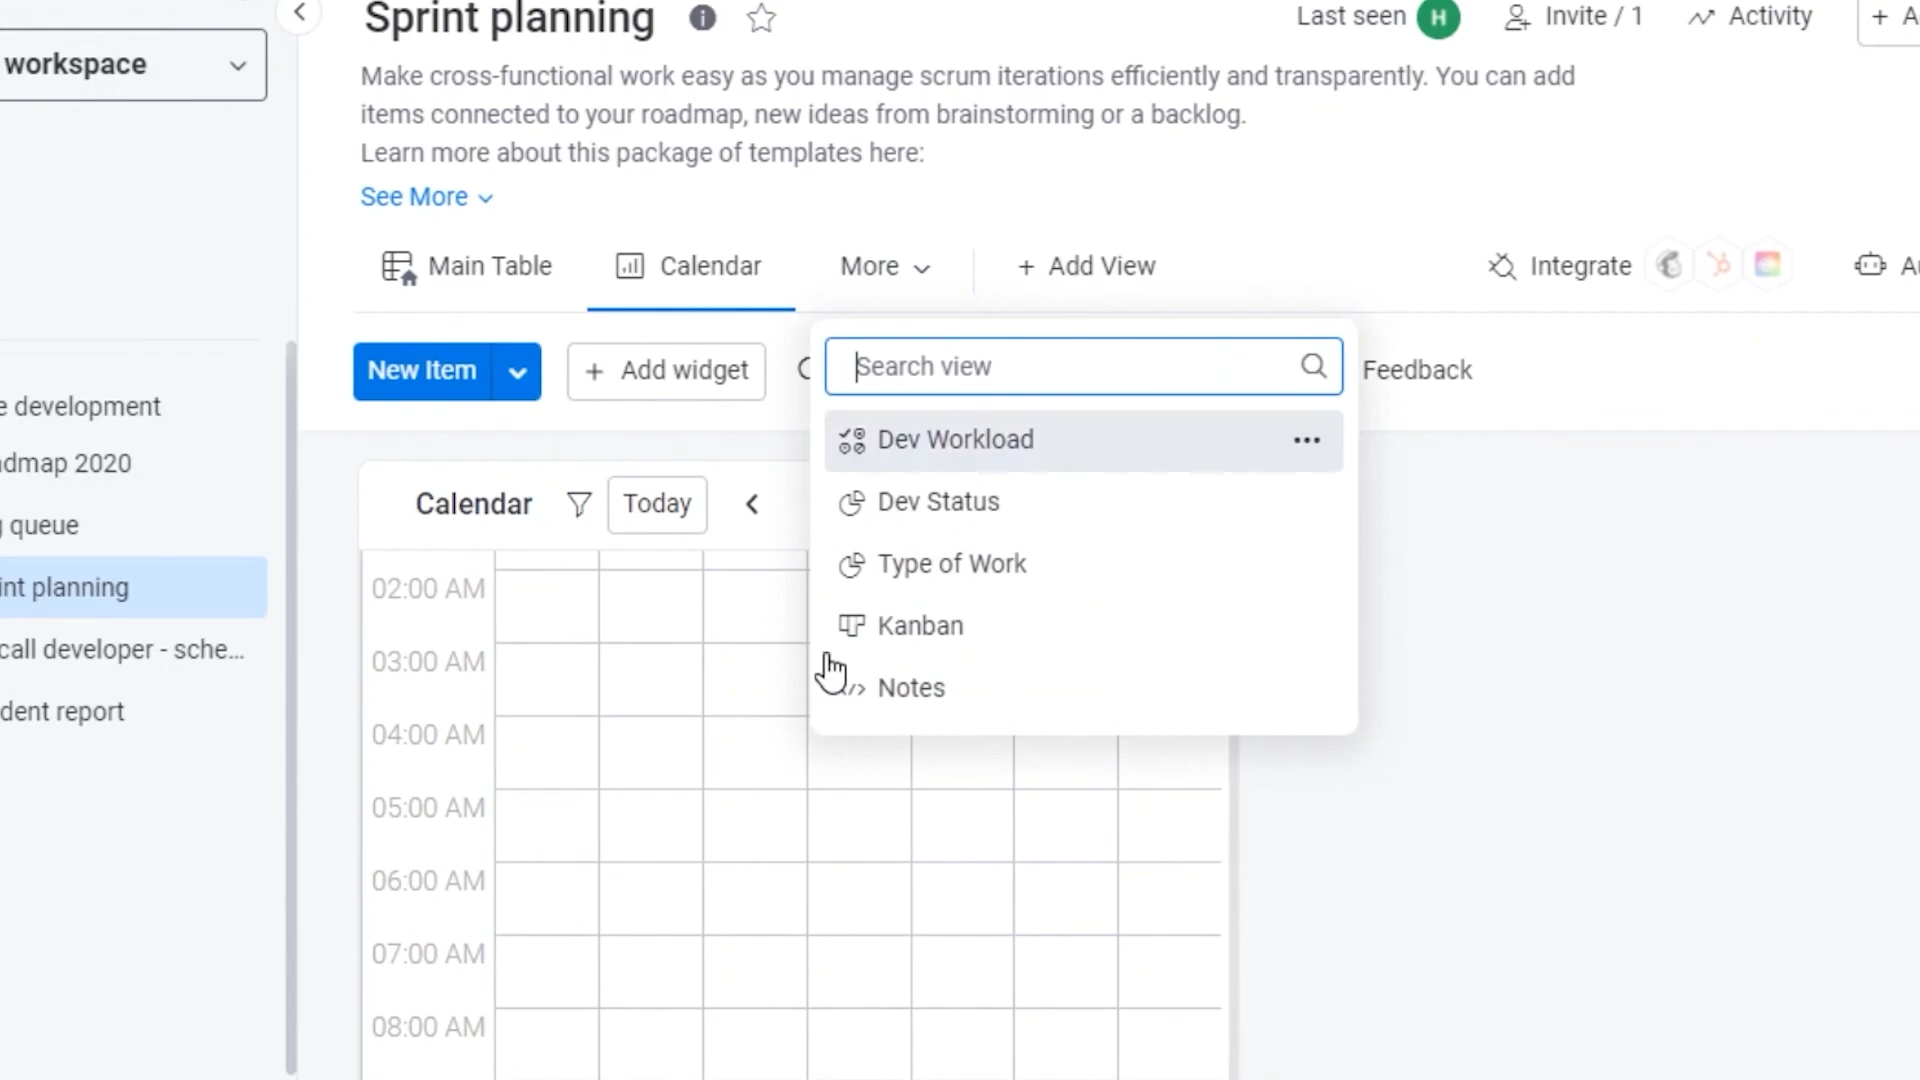 Sprint planning
Last seen H
Invite / 1
Activity
+ A
workspace
Make cross-functional work easy as you manage scrum iterations efficiently and transparently. You can add
items connected to your roadmap, new ideas from brainstorming or a backlog.
Learn more about this package of templates here:
See More
Main Table
Calendar
More
+ Add View
Integrate
New Item
+ Add widget
Search view
Feedback
Dev Workload
Dev Status
Type of Work
Kanban
Notes
e development
admap 2020
g queue
int planning
call developer - sche...
dent report
Calendar
Today
02:00 AM
03:00 AM
04:00 AM
05:00 AM
06:00 AM
07:00 AM
08:00 AM